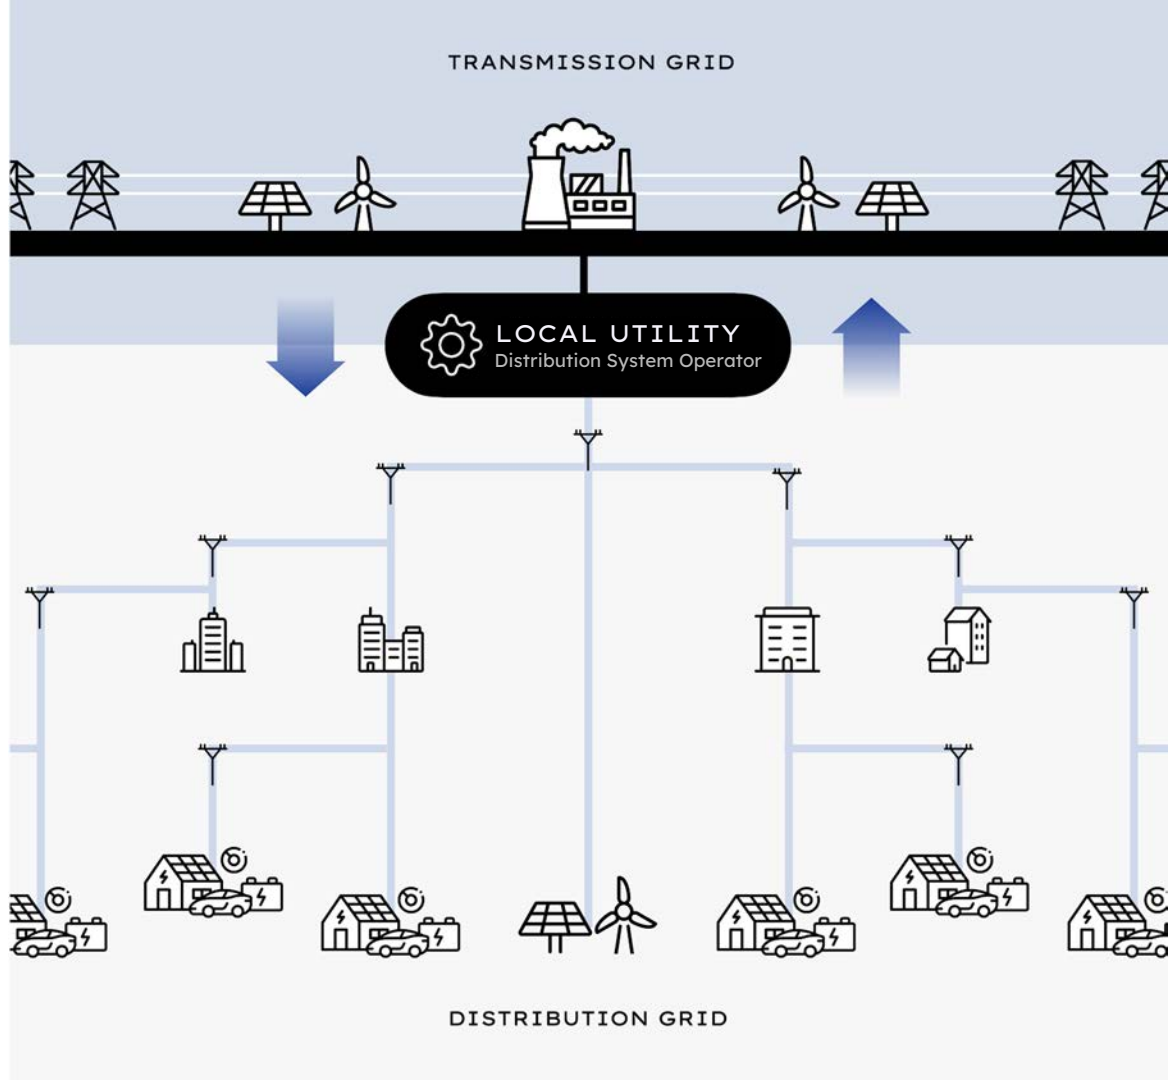 TRANSMISSION GRID
LOCAL UTILITY
Distribution System Operator
DISTRIBUTION GRID